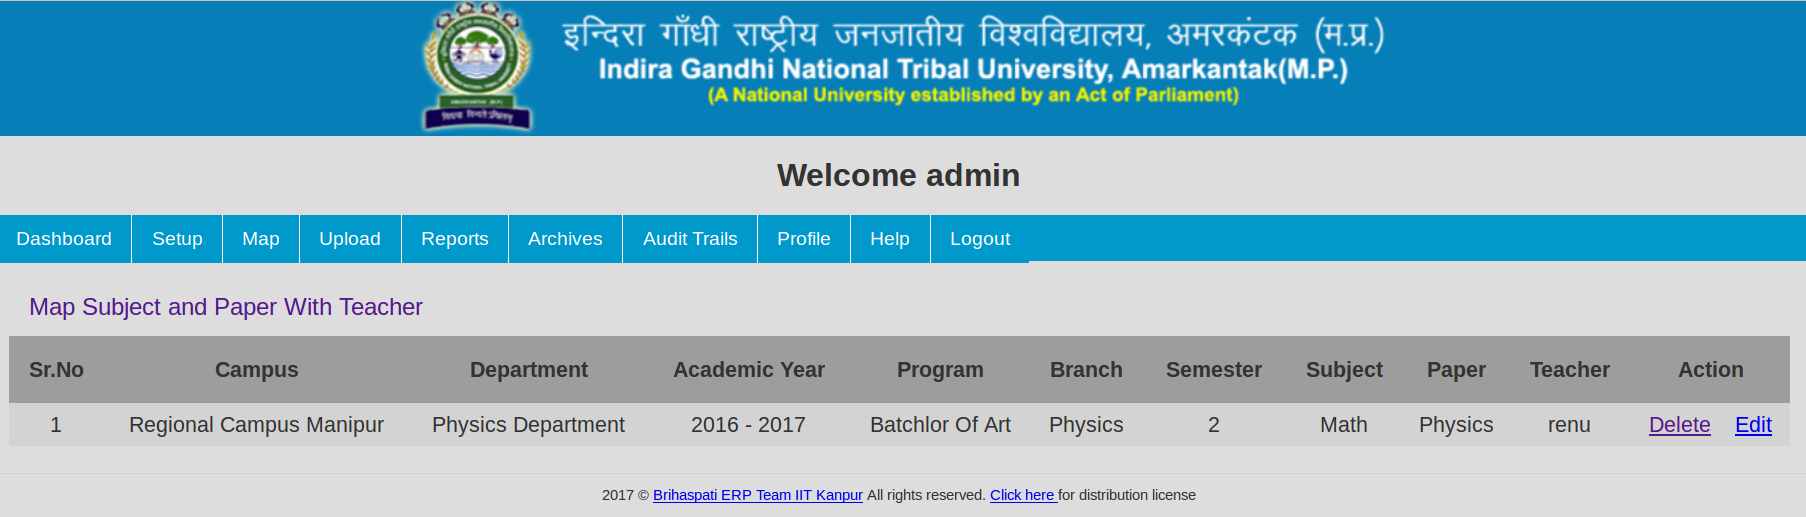 इन्दिरा गाँधी राष्ट्रीय जनजातीय विश्वविद्यालय, अमरकंटक (म.प्र.)
Indira Gandhi National Tribal University, Amarkantak(M.P.)
(A National University established by an Act of Parliament)
Welcome admin
Dashboard Setup Map Upload Reports Archives Audit Trails Profile Help Logout
Map Subject and Paper With Teacher
Sr.No Campus Department Academic Year Program Branch Semester Subject Paper Teacher Action
1 Regional Campus Manipur Physics Department 2016 - 2017 Batchlor Of Art Physics 2 Math Physics renu Delete Edit
2017 © Brihaspati ERP Team IIT Kanpur All rights reserved. Click here for distribution license